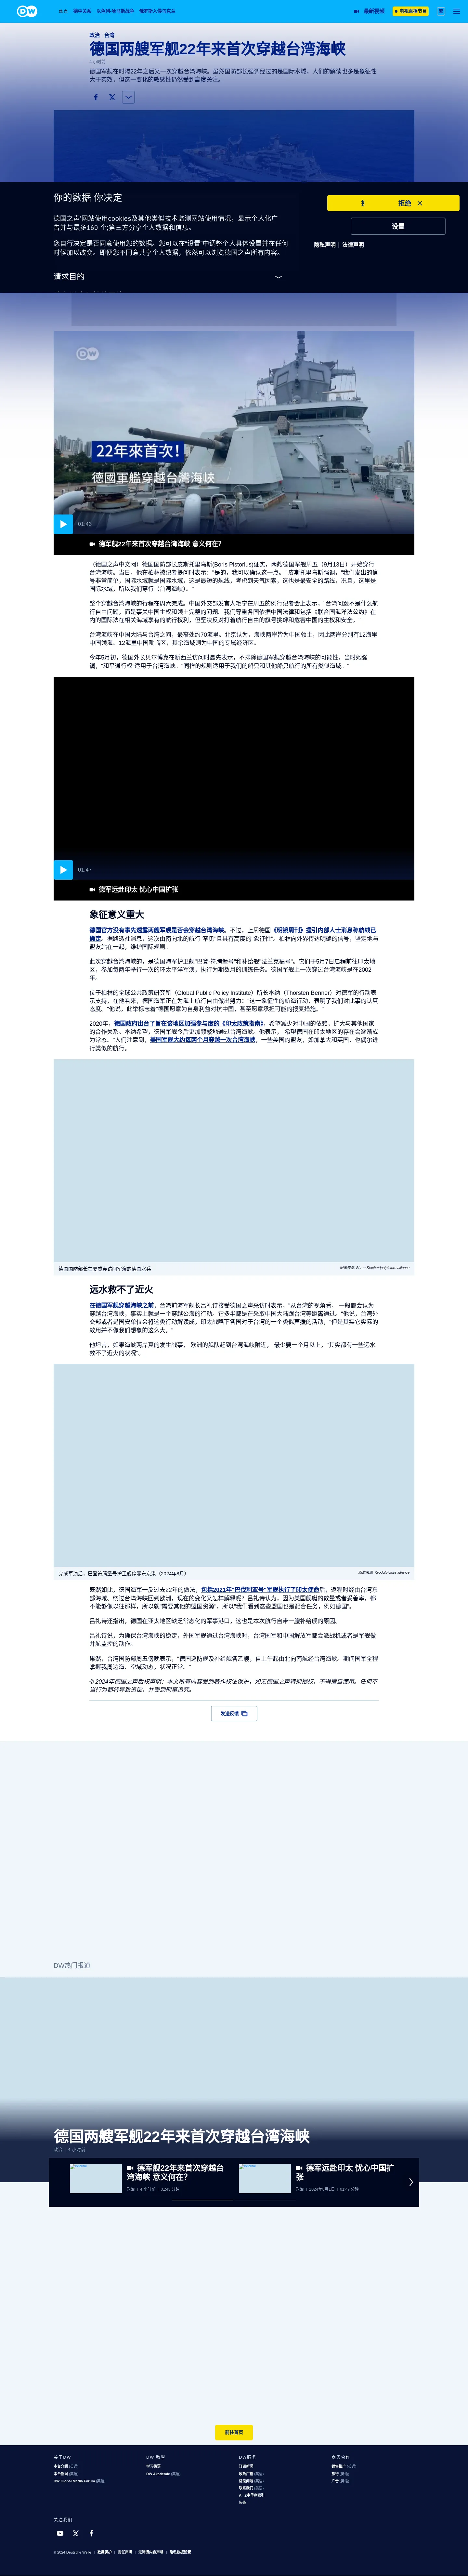 DW
焦点 德中关系 以色列-哈马斯战争 俄罗斯入侵乌克兰
最新视频 电视直播节目 繁
政治 | 台湾
德国两艘军舰22年来首次穿越台湾海峡
德国军舰在时隔22年之后又一次穿越台湾海峡。虽然国防部长强调经过的是国际水域，人们的解读也多是象征性
大于实效，但这一变化的敏感性仍然受到高度关注。
你的数据 你决定
拒绝
设置
隐私声明 | 法律声明
德国之声'网站使用cookies及其他类似技术监测网站使用情况，显示个人化广
告并与最多169 个;第三方分享个人数据和信息。
您自行决定是否同意使用您的数据。您可以在"设置"中调整个人具体设置并在任何
时候加以改变。即便您不同意共享个人数据，依然可以浏览德国之声所有内容。
请求目的
DW
22年來首次!
德國軍艦穿越台灣海峽
01:43
德军舰22年来首次穿越台湾海峡 意义何在？
（德国之声中文网）德国国防部长皮斯托里乌斯(Boris Pistorius)证实，两艘德国军舰周五（9月13日）开始穿行
台湾海峡。当日，他在柏林被记者提问时表示："是的，我可以确认这一点。" 皮斯托里乌斯强调，"我们发出的信
号非常简单，国际水域就是国际水域，这是最短的航线，考虑到天气因素，这也是最安全的路线，况且，这里是
国际水域，所以我们穿行（台湾海峡）。"
整个穿越台湾海峡的行程在周六完成。中国外交部发言人毛宁在周五的例行记者会上表示，"台湾问题不是什么航
行自由问题，而是事关中国主权和领土完整的问题。我们尊重各国依据中国法律和包括《联合国海洋法公约》在
内的国际法在有关海域的航行权利，但坚决反对打着航行自由的旗号挑衅和危害中国的主权和安全。"
台湾海峡在中国大陆与台湾之间，最窄处约70海里。北京认为，海峡两岸皆为中国领土，因此两岸分别有12海里
中国领海、12海里中国毗临区，其余海域则为中国的专属经济区。
今年5月初，德国外长贝尔博克在新西兰访问时最先表示，不排除德国军舰穿越台湾海峡的可能性。当时她强
调，"和平通行权"适用于台湾海峡。"同样的规则适用于我们的船只和其他船只航行的所有类似海域。"
01:47
德军远赴印太 忧心中国扩张
象征意义重大
德国官方没有事先透露两艘军舰是否会穿越台湾海峡。不过，上周德国《明镜周刊》援引内部人士消息称航线已
确定。据路透社消息，这次由南向北的航行"罕见"且具有高度的"象征性"。柏林向外界传达明确的信号，坚定地与
盟友站在一起，维护国际规则。
此次穿越台湾海峡的，是德国海军护卫舰"巴登-符腾堡号"和补给舰"法兰克福号"。它们于5月7日启程前往印太地
区，参加每两年举行一次的环太平洋军演，执行为期数月的训练任务。德国军舰上一次穿过台湾海峡是在2002
年。
位于柏林的全球公共政策研究所（Global Public Policy Institute）所长本纳（Thorsten Benner）对德军的行动表
示支持，在他看来，德国海军正在为海上航行自由做出努力："这一象征性的航海行动，表明了我们对此事的认真
态度。"他说，此举标志着"德国愿意为自身利益对抗中国，甚至愿意承担可能的报复措施。"
2020年，德国政府出台了旨在该地区加强参与度的《印太政策指南》，希望减少对中国的依赖，扩大与其他国家
的合作关系。本纳希望，德国军舰今后更加频繁地通过台湾海峡。他表示："希望德国定期在该地区的存在会逐渐成
为常态。"人们注意到，美国军舰大约每两个月穿越一次台湾海峡，一些美国的盟友，如加拿大和英国，也偶尔进
行类似的航行。
德国国防部长在夏威夷访问军演的德国水兵
远水救不了近火
在德国军舰穿越海峡之前，台湾前海军舰长吕礼诗接受德国之声采访时表示，"从台湾的视角看， 一般都会认为
穿越台湾海峡，事实上就是穿越公海的行动。它多半都是在穿越中国大陆跟台湾的政治喊话。"他说，台湾外
交部或者是国安单位会将这类行动解读成，印太战略下各国对于台湾的一个类似声援的活动，"但是其实它实际的
效用并不像我们想象的这么大。"
他坦言，如果海峡两岸真的发生战事， 欧洲的舰队赶到台湾海峡附近， 最少要一个月以上，"其实都有一些远水
救不了近火的状况"。
完成军演后，巴登符腾堡号护卫舰停靠东京港（2024年8月）
既然如此，德国海军一反过去22年的做法，包括2021年"巴伐利亚号"军舰执行了印太使命后，返程时经由台湾东
部海域、绕过台湾海峡回到欧洲，现在的变化又怎样解释呢？吕礼诗认为，因为美国舰艇的数量或者妥善率，都
不像能够全球那样，所以就"需要其他的盟国资源"，所以"我们看到这些盟国也是配合任务，例如德国"。
吕礼诗还指出，德国在亚太地区缺乏常态化的军事港口，这也是本次航行自带一艘补给舰的原因。
吕礼诗说，为确保台湾海峡的稳定，外国军舰通过台湾海峡时，台湾国军和中国解放军都会派战机或者是军舰做
并航监控的动作。
果然，台湾国防部周五傍晚表示，"德国巡防舰及补给舰各乙艘，自上午起由北向南航经台湾海峡。期间国军全程
掌握我周边海、空域动态，状况正常。"
© 2024年德国之声版权声明：本文所有内容受到著作权法保护，如无德国之声特别授权，不得擅自使用。任何不
当行为都将导致追偿，并受到刑事追究。
发送反馈
DW热门报道
德国两艘军舰22年来首次穿越台湾海峡
政治 | 4 小时前
德军舰22年来首次穿越台
湾海峡 意义何在？
政治 | 4 小时前 | 01:43 分钟
德军远赴印太 忧心中国扩
张
政治 | 2024年9月1日 | 01:47 分钟
前往首页
关于DW
本台介绍 (英语)
本台新闻 (英语)
DW Global Media Forum (英语)
DW 教学
学习德语
DW Akademie (英语)
DW服务
订阅新闻
收听广播 (英语)
常见问题 (英语)
联系我们 (英语)
A - Z字母序索引
头条
商务合作
销售推广 (英语)
旅行 (英语)
广告 (英语)
关注我们
© 2024 Deutsche Welle | 数据保护 | 责任声明 | 无障碍功能声明 | 隐私数据设置